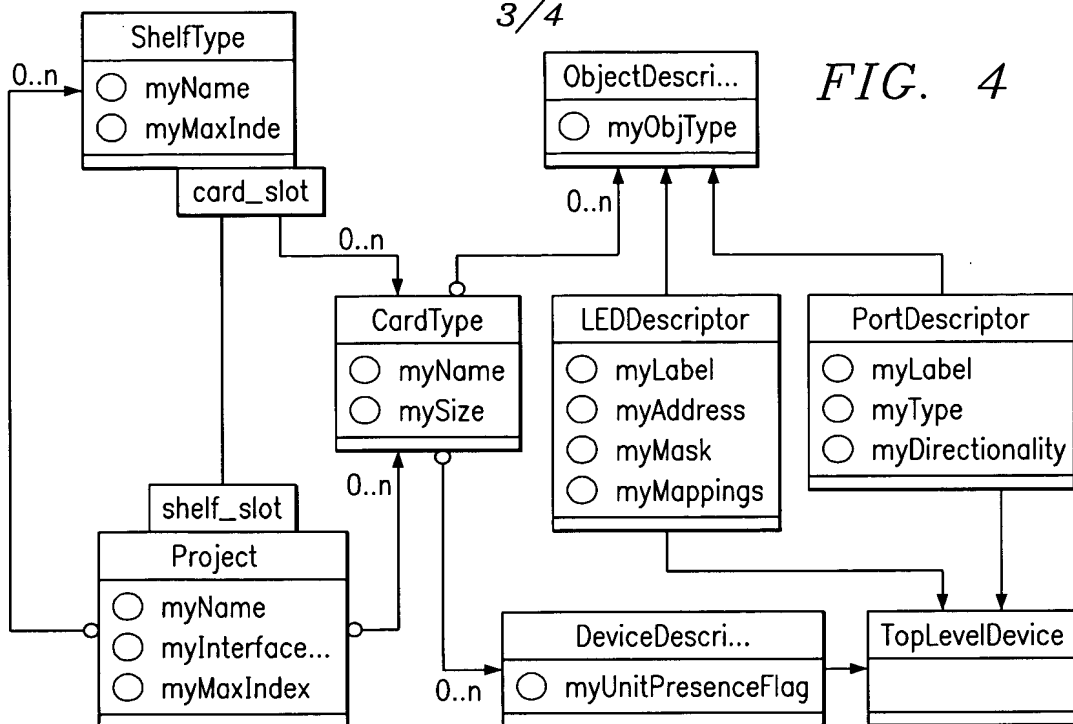 3/4
FIG. 4
ShelfType
myName
myMaxInde
0..n
card_slot
0..n
ObjectDescri...
myObjType
0..n
CardType
myName
mySize
0..n
LEDDescriptor
myLabel
myAddress
myMask
myMappings
PortDescriptor
myLabel
myType
myDirectionality
shelf_slot
Project
myName
myInterface...
myMaxIndex
0..n
DeviceDescri...
myUnitPresenceFlag
TopLevelDevice